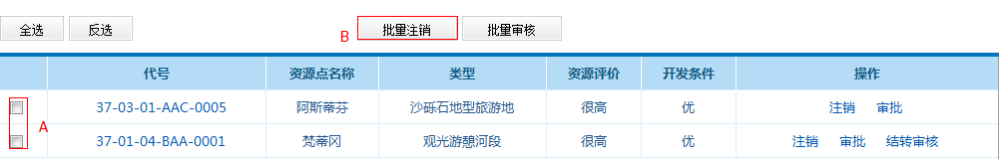 全选 反选 B 批量注销 批量审核
代号 资源点名称 类型 资源评价 开发条件 操作
37-03-01-AAC-0005 阿斯蒂芬 沙砾石地型旅游地 很高 优 注销 审批
A
37-01-04-BAA-0001 梵蒂冈 观光游憩河段 很高 优 注销 审批 结转审核